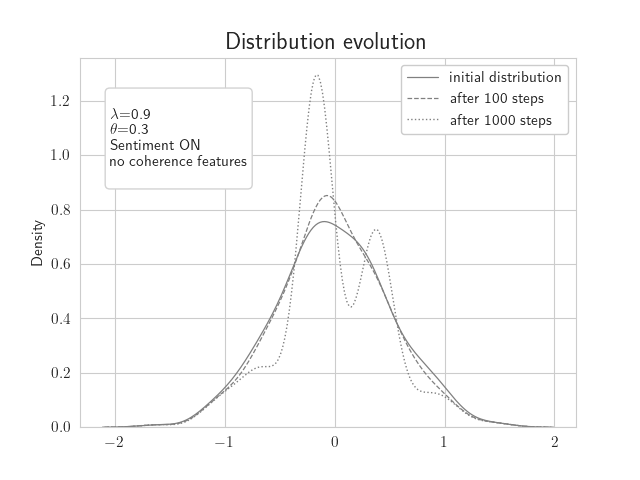 Distribution evolution
λ=0.9
θ=0.3
Sentiment ON
no coherence features
initial distribution
after 100 steps
after 1000 steps
Density
1.2
1.0
0.8
0.6
0.4
0.2
0.0
−2 −1 0 1 2